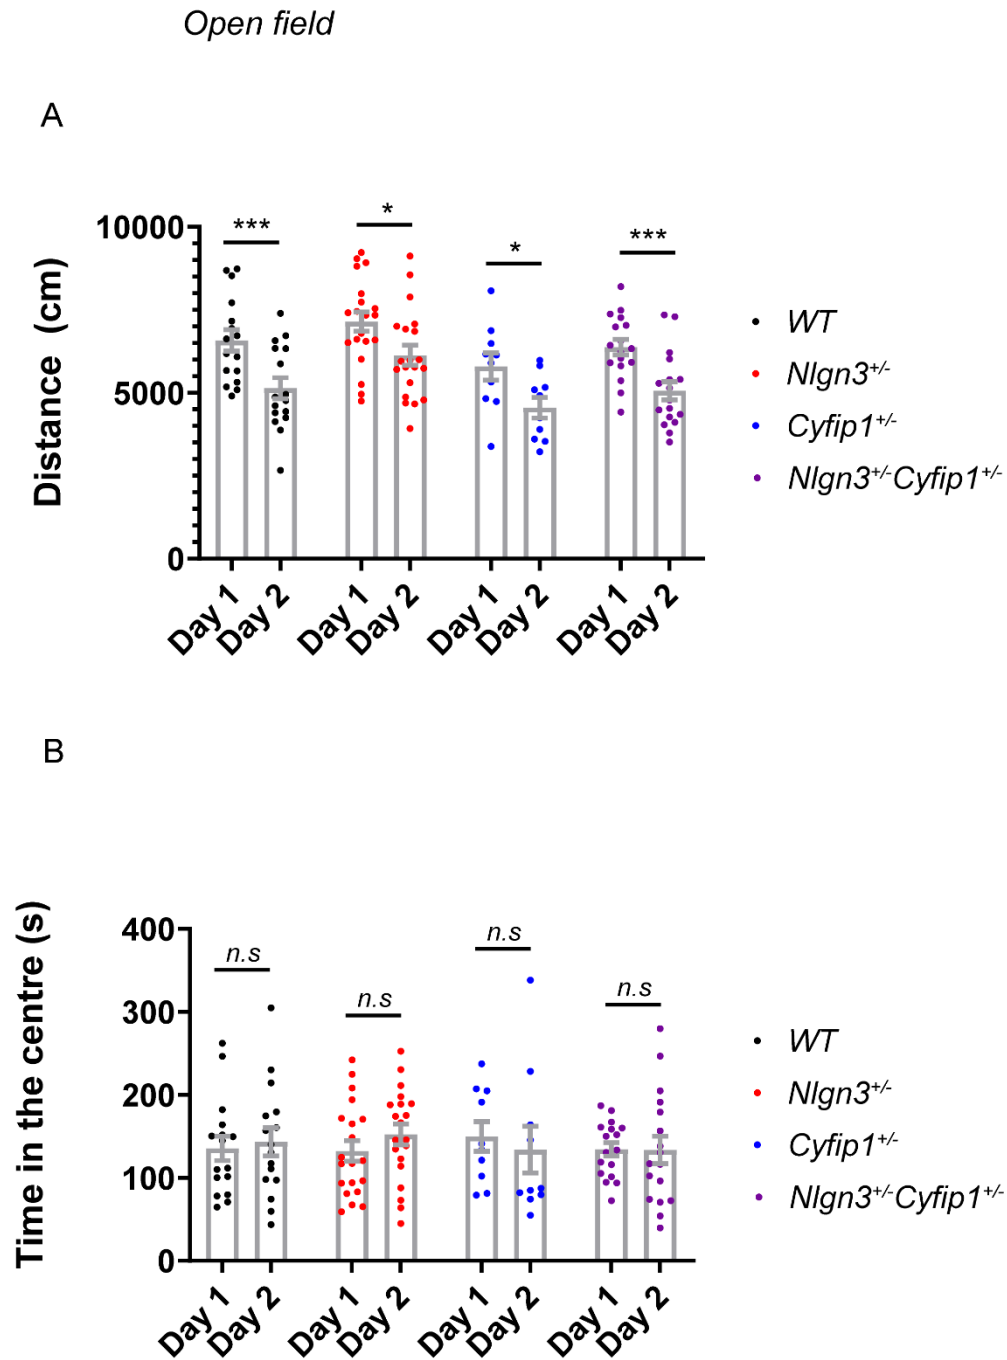 Open field
A
Distance (cm)
10000
5000
0
***
*
*
***
Day 1
Day 2
Day 1
Day 2
Day 1
Day 2
Day 1
Day 2
WT
Nlgn3+/-
Cyfip1+/-
Nlgn3+/-Cyfip1+/-
B
Time in the centre (s)
400
300
200
100
0
n.s
n.s
n.s
n.s
Day 1
Day 2
Day 1
Day 2
Day 1
Day 2
Day 1
Day 2
WT
Nlgn3+/-
Cyfip1+/-
Nlgn3+/-Cyfip1+/-